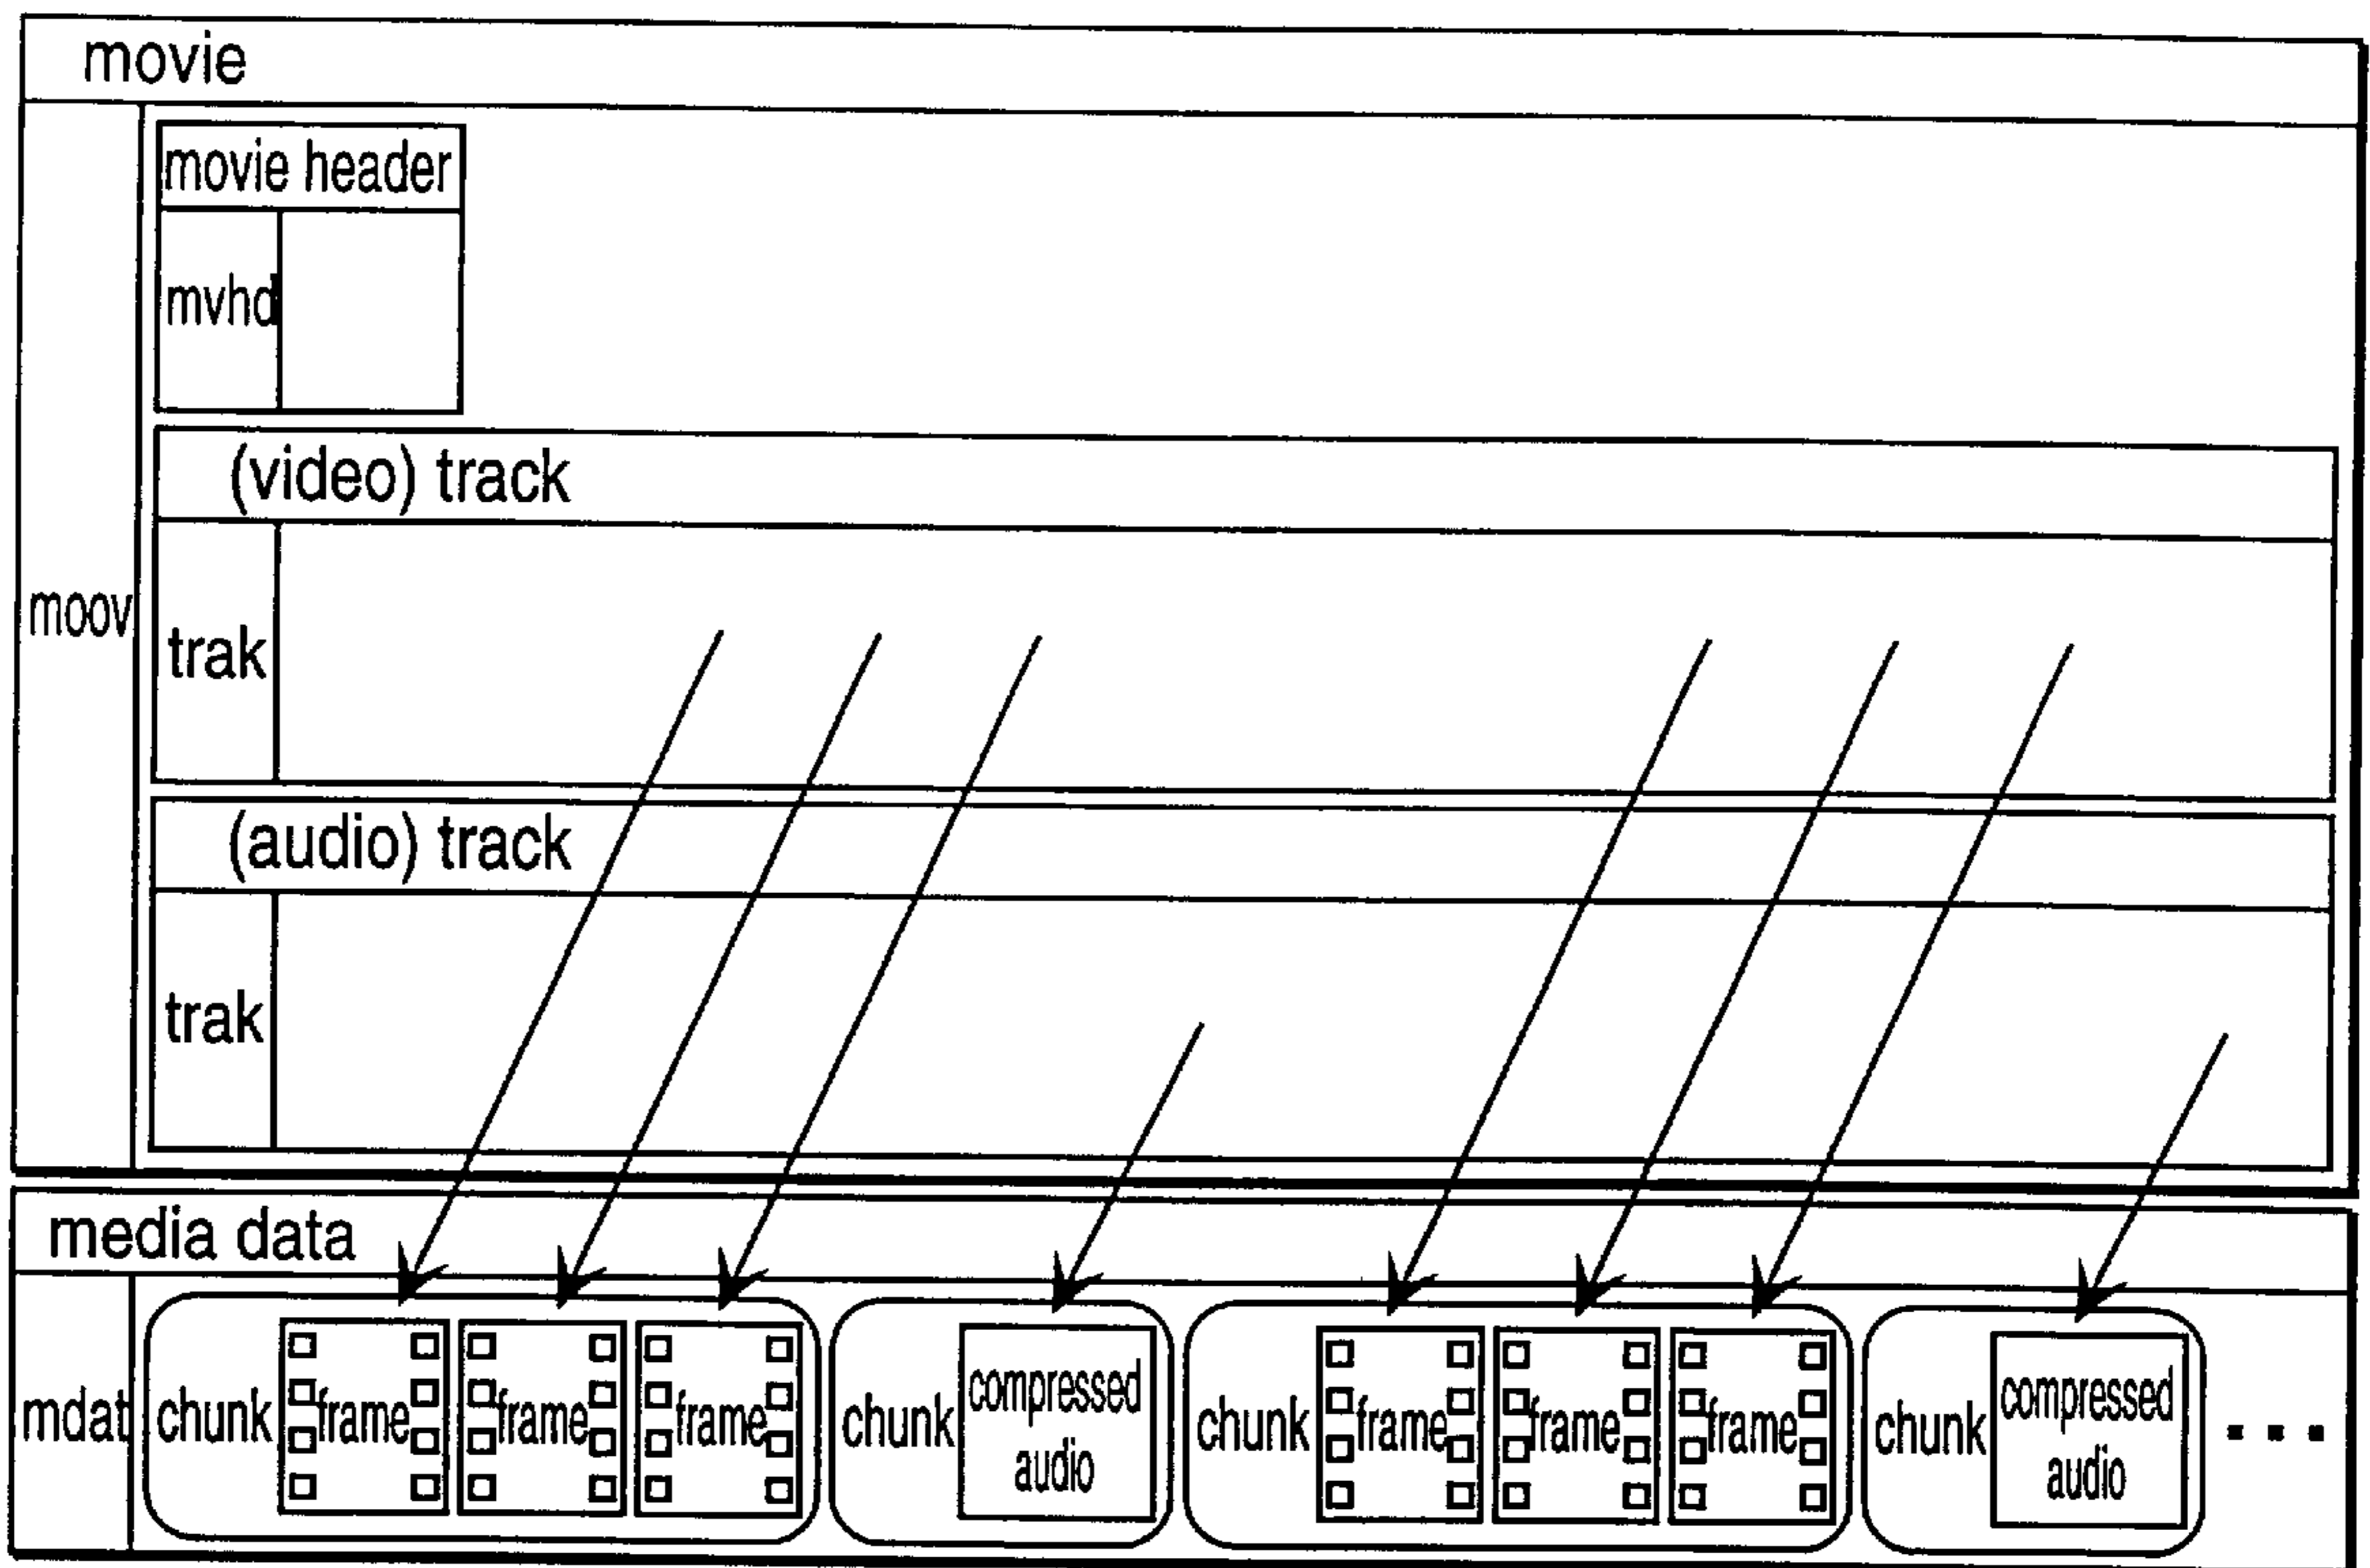 movie
movie header
mvhd
moov
(video) track
trak
(audio) track
trak
media data
mdat
chunk frame frame frame
chunk compressed audio
chunk frame frame frame
chunk compressed audio
...